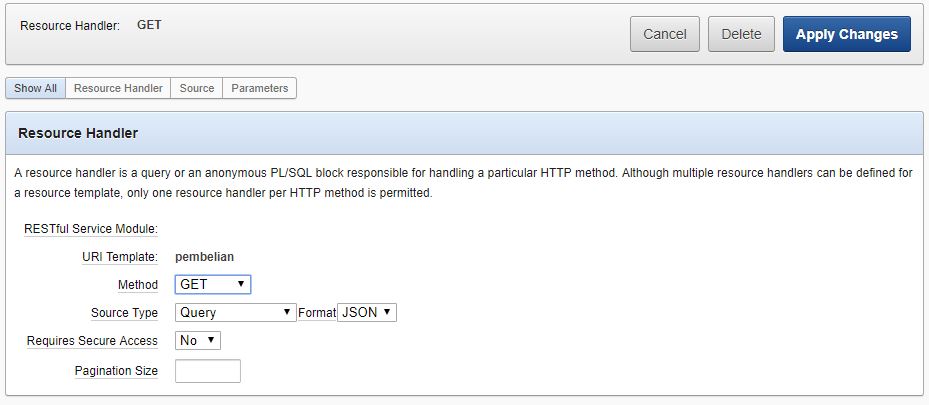 Resource Handler: GET
Cancel Delete Apply Changes
Show All Resource Handler Source Parameters
Resource Handler
A resource handler is a query or an anonymous PL/SQL block responsible for handling a particular HTTP method. Although multiple resource handlers can be defined for
a resource template, only one resource handler per HTTP method is permitted.
RESTful Service Module:
URI Template: pembelian
Method GET
Source Type Query Format JSON
Requires Secure Access No
Pagination Size